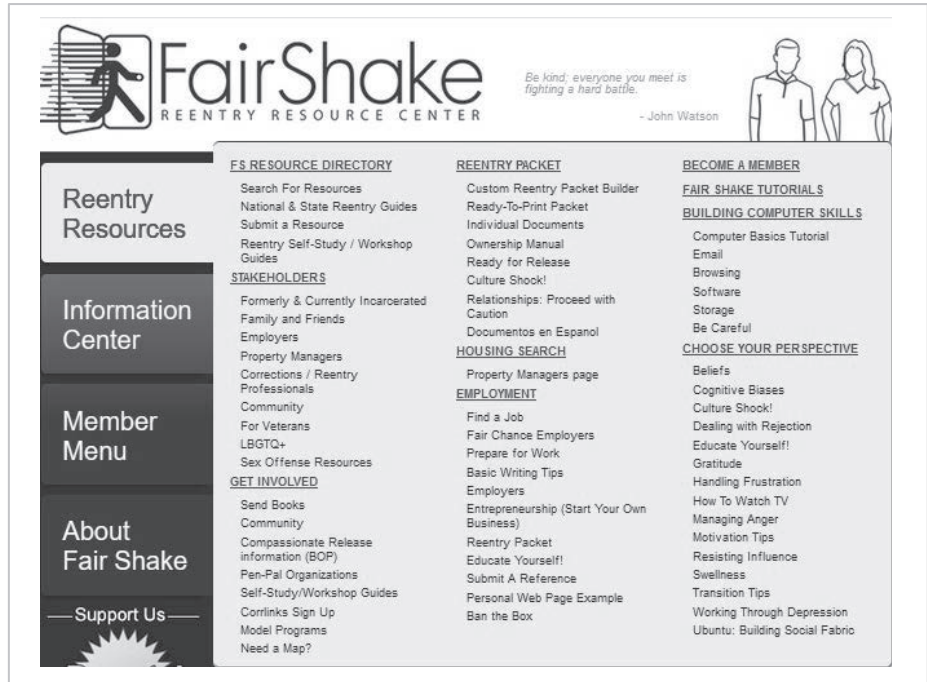 FairShake
REENTRY RESOURCE CENTER
Be kind; everyone you meet is
fighting a hard battle.
- John Watson
Reentry
Resources
Information
Center
Member
Menu
About
Fair Shake
Support Us
FS RESOURCE DIRECTORY
Search For Resources
National & State Reentry Guides
Submit a Resource
Reentry Self-Study / Workshop
Guides
STAKEHOLDERS
Formerly & Currently Incarcerated
Family and Friends
Employers
Property Managers
Corrections / Reentry
Professionals
Community
For Veterans
LBGTQ+
Sex Offense Resources
GET INVOLVED
Send Books
Community
Compassionate Release
information (BOP)
Pen-Pal Organizations
Self-Study/Workshop Guides
Corrlinks Sign Up
Model Programs
Need a Map?
REENTRY PACKET
Custom Reentry Packet Builder
Ready-To-Print Packet
Individual Documents
Ownership Manual
Ready for Release
Culture Shock!
Relationships: Proceed with
Caution
Documentos en Espanol
HOUSING SEARCH
Property Managers page
EMPLOYMENT
Find a Job
Fair Chance Employers
Prepare for Work
Basic Writing Tips
Employers
Entrepreneurship (Start Your Own
Business)
Reentry Packet
Educate Yourself!
Submit A Reference
Personal Web Page Example
Ban the Box
BECOME A MEMBER
FAIR SHAKE TUTORIALS
BUILDING COMPUTER SKILLS
Computer Basics Tutorial
Email
Browsing
Software
Storage
Be Careful
CHOOSE YOUR PERSPECTIVE
Beliefs
Cognitive Biases
Culture Shock!
Dealing with Rejection
Educate Yourself!
Gratitude
Handling Frustration
How To Watch TV
Managing Anger
Motivation Tips
Resisting Influence
Swellness
Transition Tips
Working Through Depression
Ubuntu: Building Social Fabric